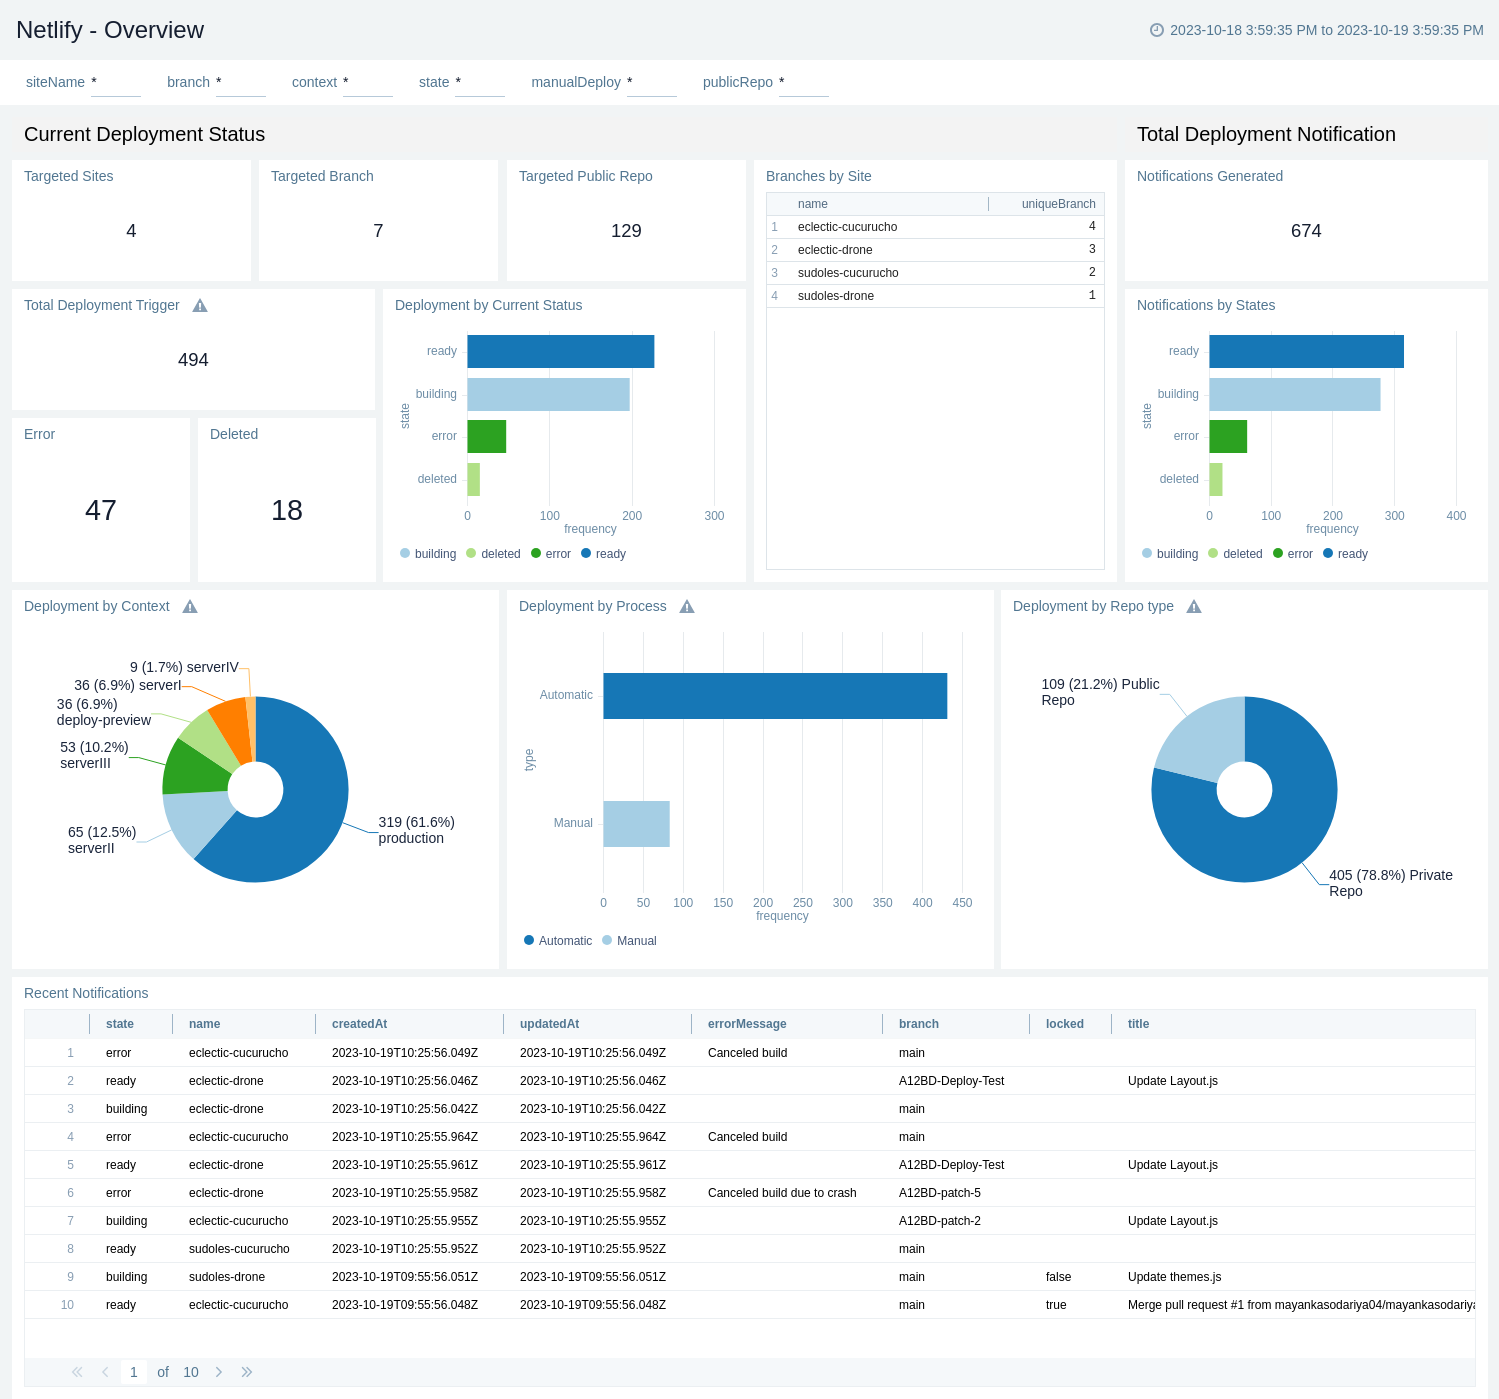 Netlify - Overview
2023-10-18 3:59:35 PM to 2023-10-19 3:59:35 PM
siteName * branch * context * state * manualDeploy * publicRepo *
Current Deployment Status
Total Deployment Notification
Targeted Sites
4
Targeted Branch
7
Targeted Public Repo
129
Branches by Site
name uniqueBranch
1 eclectic-cucurucho 4
2 eclectic-drone 3
3 sudoles-cucurucho 2
4 sudoles-drone 1
Notifications Generated
674
Total Deployment Trigger
494
Error
47
Deleted
18
Deployment by Current Status
state
ready
building
error
deleted
0 100 200 300
frequency
building deleted error ready
Notifications by States
state
ready
building
error
deleted
0 100 200 300 400
frequency
building deleted error ready
Deployment by Context
9 (1.7%) serverIV
36 (6.9%) serverI
36 (6.9%)
deploy-preview
53 (10.2%)
serverIII
65 (12.5%)
serverII
319 (61.6%)
production
Deployment by Process
type
Automatic
Manual
0 50 100 150 200 250 300 350 400 450
frequency
Automatic Manual
Deployment by Repo type
109 (21.2%) Public
Repo
405 (78.8%) Private
Repo
Recent Notifications
state name createdAt updatedAt errorMessage branch locked title
1 error eclectic-cucurucho 2023-10-19T10:25:56.049Z 2023-10-19T10:25:56.049Z Canceled build main
2 ready eclectic-drone 2023-10-19T10:25:56.046Z 2023-10-19T10:25:56.046Z A12BD-Deploy-Test Update Layout.js
3 building eclectic-drone 2023-10-19T10:25:56.042Z 2023-10-19T10:25:56.042Z main
4 error eclectic-cucurucho 2023-10-19T10:25:55.964Z 2023-10-19T10:25:55.964Z Canceled build main
5 ready eclectic-drone 2023-10-19T10:25:55.961Z 2023-10-19T10:25:55.961Z A12BD-Deploy-Test Update Layout.js
6 error eclectic-drone 2023-10-19T10:25:55.958Z 2023-10-19T10:25:55.958Z Canceled build due to crash A12BD-patch-5
7 building eclectic-cucurucho 2023-10-19T10:25:55.955Z 2023-10-19T10:25:55.955Z A12BD-patch-2 Update Layout.js
8 ready sudoles-cucurucho 2023-10-19T10:25:55.952Z 2023-10-19T10:25:55.952Z main
9 building sudoles-drone 2023-10-19T09:55:56.051Z 2023-10-19T09:55:56.051Z main false Update themes.js
10 ready eclectic-cucurucho 2023-10-19T09:55:56.048Z 2023-10-19T09:55:56.048Z main true Merge pull request #1 from mayankasodariya04/mayankasodariya
1 of 10